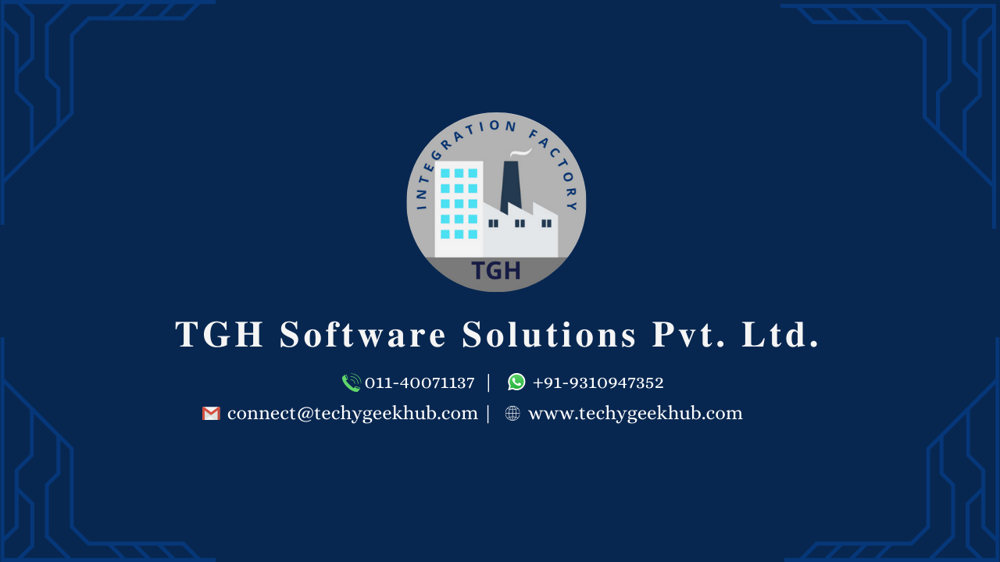 INTEGRATION FACTORY
TGH
TGH Software Solutions Pvt. Ltd.
011-40071137 | +91-9310947352
connect@techygeekhub.com | www.techygeekhub.com